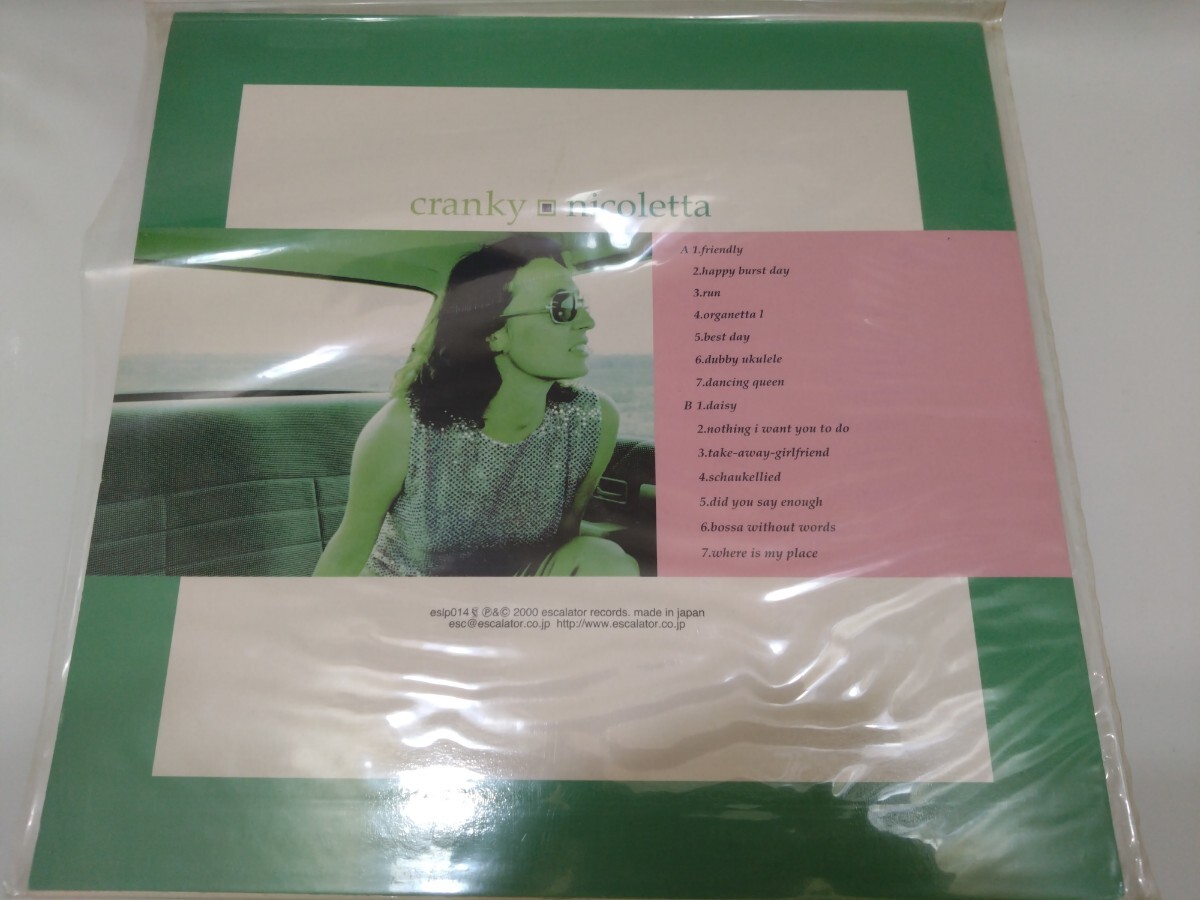 cranky nicoletta
A 1.friendly
2.happy burst day
3.run
4.organetta l
5.best day
6.dubby ukulele
7.dancing queen
B 1.daisy
2.nothing i want you to do
3.take-away-girlfriend
4.schaukellied
5.did you say enough
6.bossa without words
7.where is my place
eslp014 ℗&© 2000 escalator records. made in japan
esc@escalator.co.jp http://www.escalator.co.jp